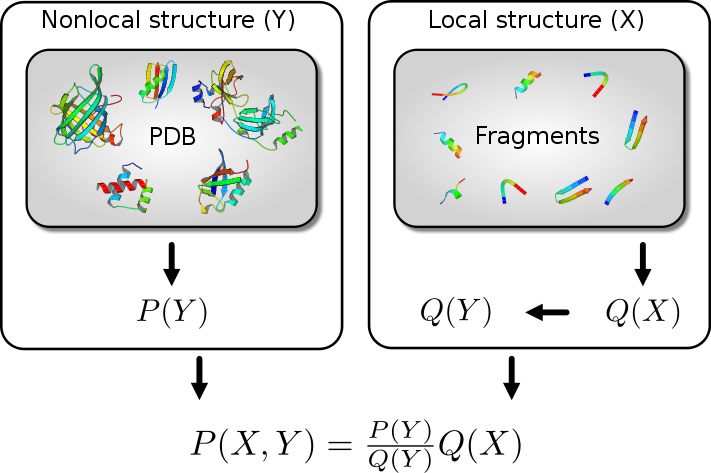 Nonlocal structure (Y)
PDB
P(Y)
Local structure (X)
Fragments
Q(Y) Q(X)
P(X, Y) = P(Y)/Q(Y) Q(X)